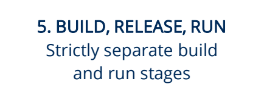 5. BUILD, RELEASE, RUN
Strictly separate build
and run stages